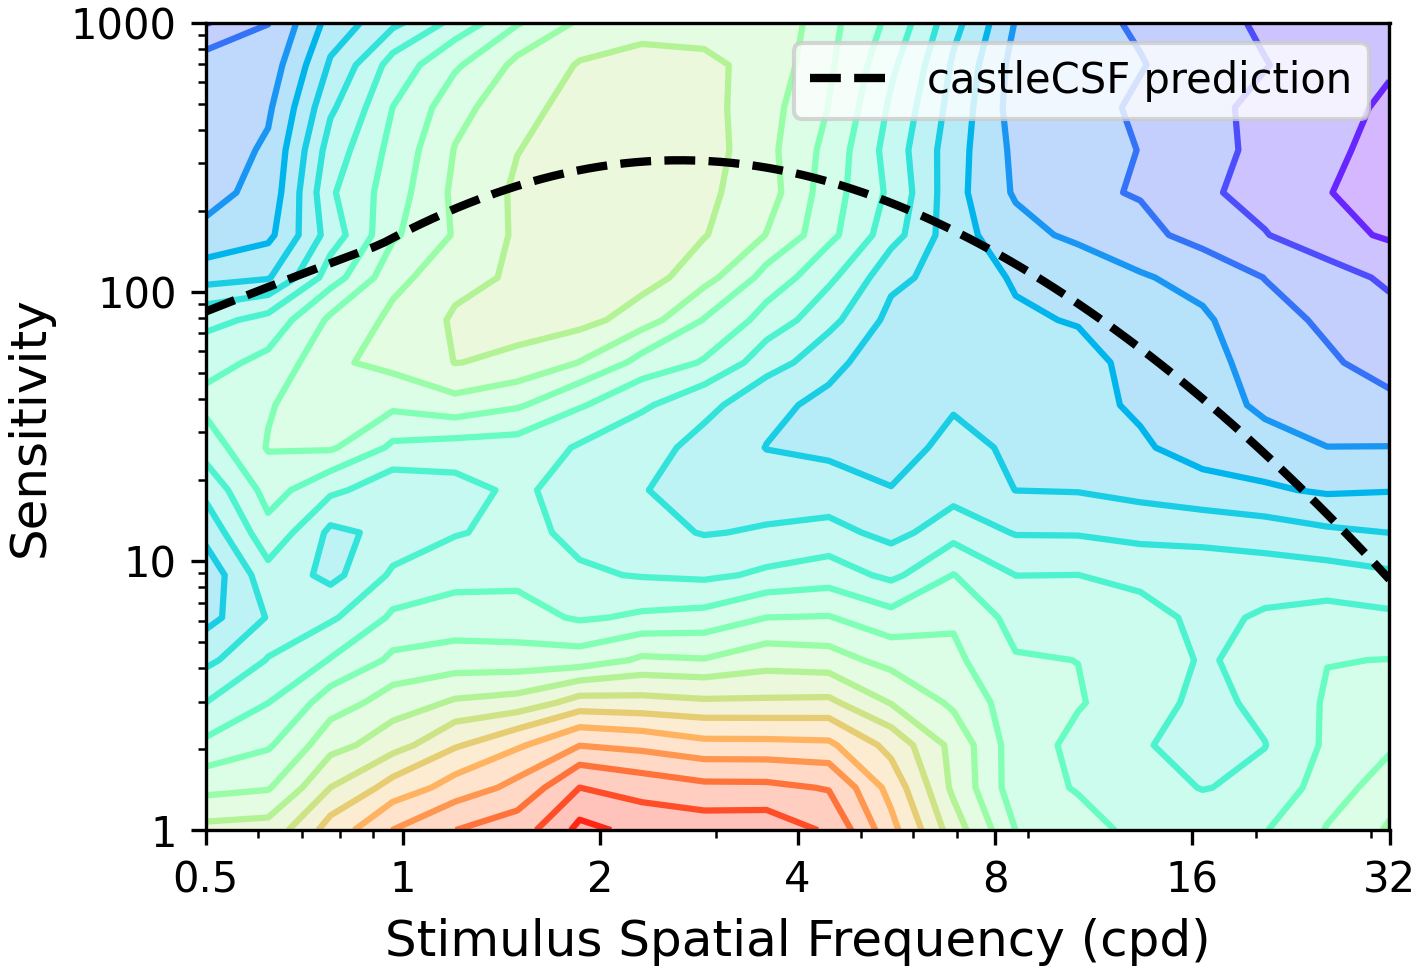 1000
100
10
1
Sensitivity
castleCSF prediction
0.5 1 2 4 8 16 32
Stimulus Spatial Frequency (cpd)